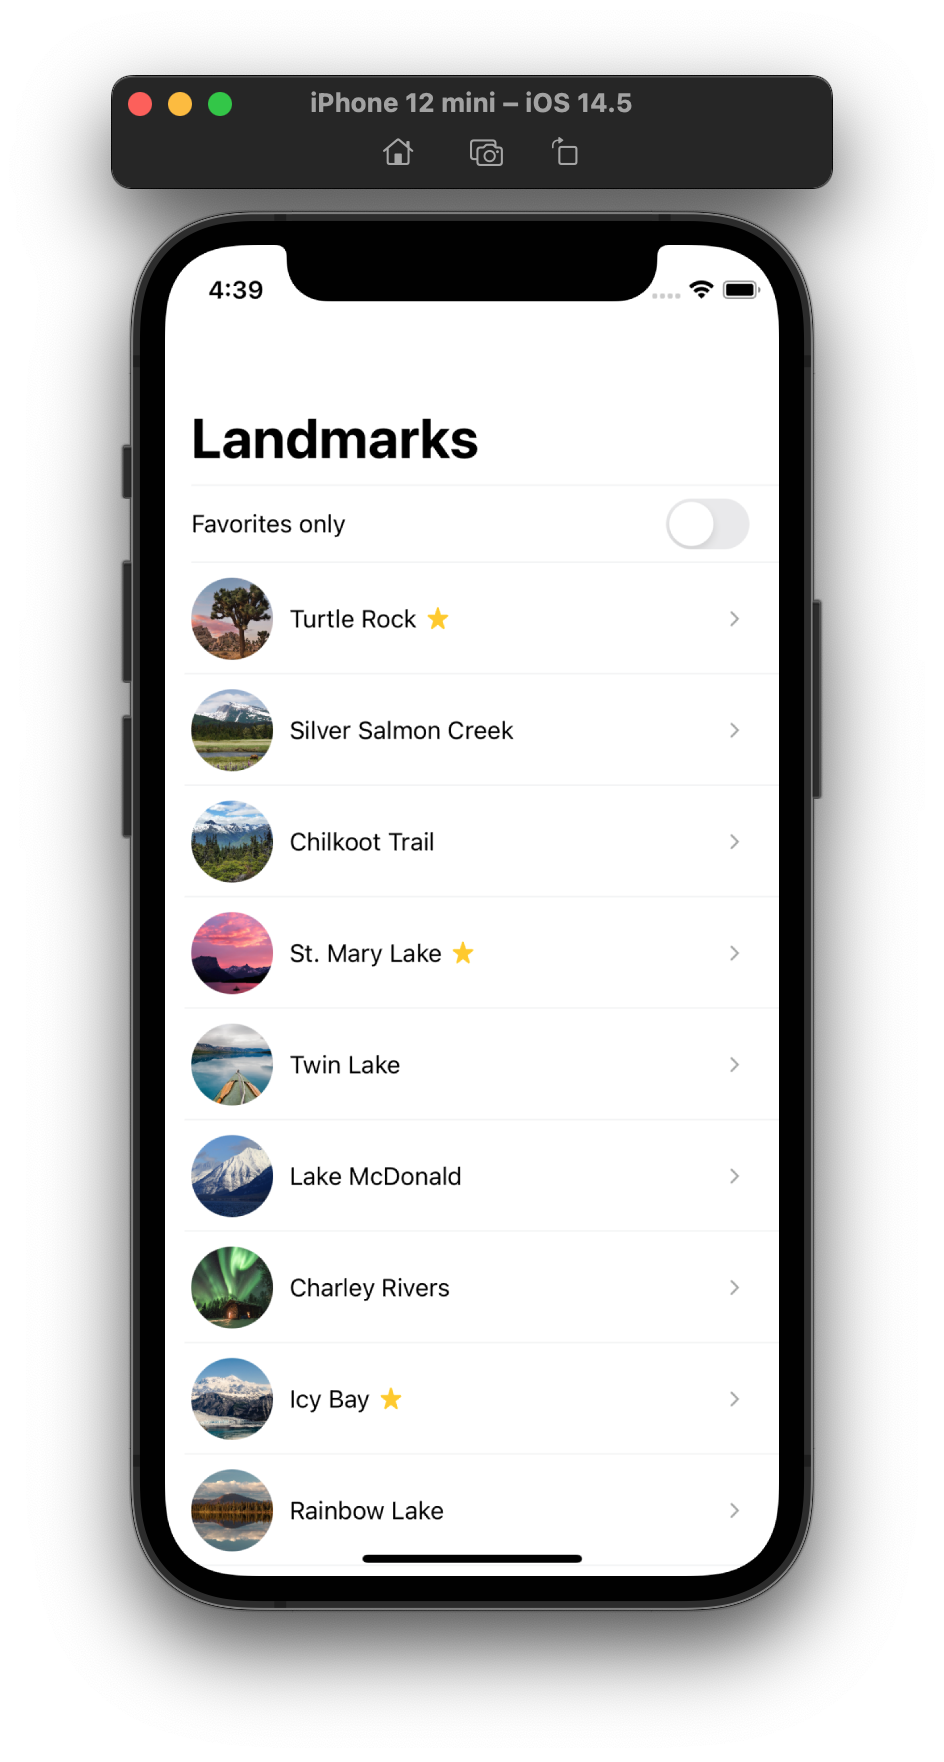 iPhone 12 mini – iOS 14.5
4:39
Landmarks
Favorites only
Turtle Rock
Silver Salmon Creek
Chilkoot Trail
St. Mary Lake
Twin Lake
Lake McDonald
Charley Rivers
Icy Bay
Rainbow Lake